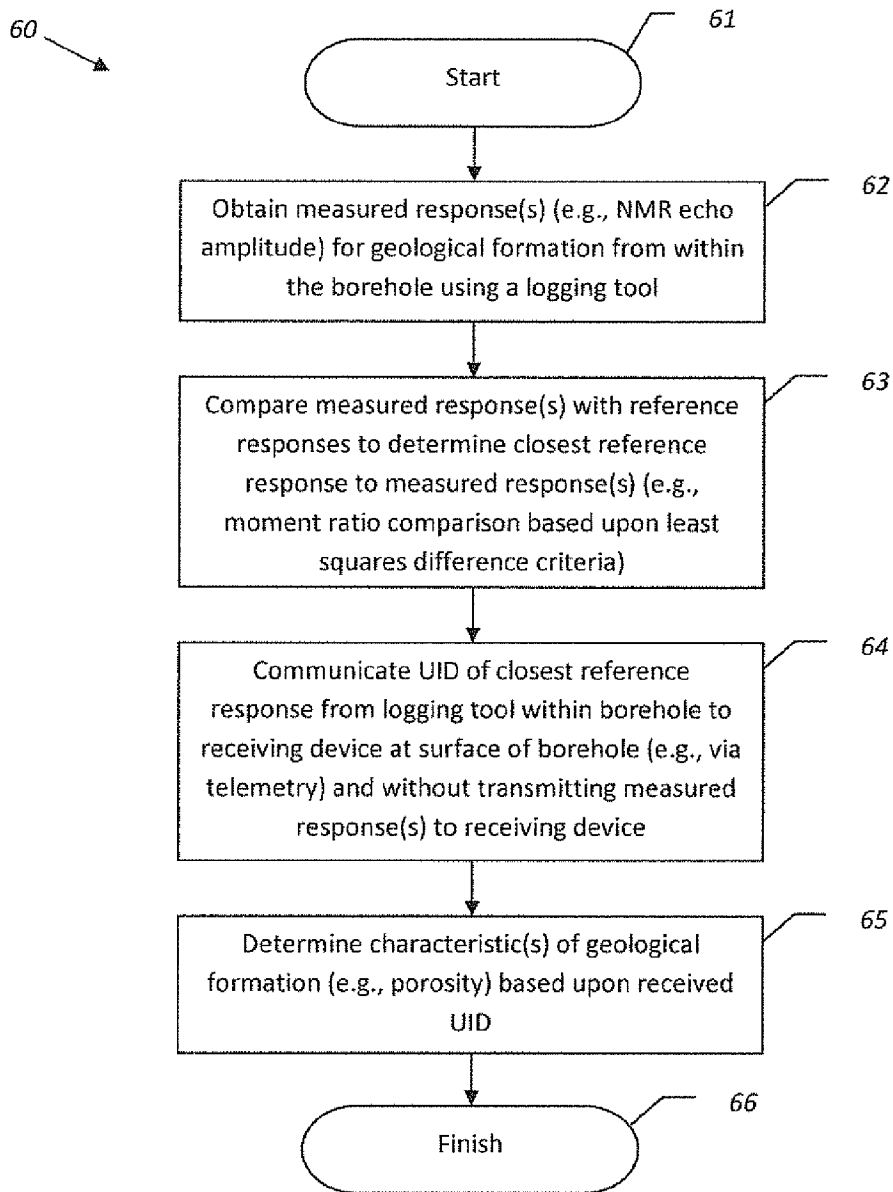 60
61
Start
62
Obtain measured response(s) (e.g., NMR echo
amplitude) for geological formation from within
the borehole using a logging tool
63
Compare measured response(s) with reference
responses to determine closest reference
response to measured response(s) (e.g.,
moment ratio comparison based upon least
squares difference criteria)
64
Communicate UID of closest reference
response from logging tool within borehole to
receiving device at surface of borehole (e.g., via
telemetry) and without transmitting measured
response(s) to receiving device
65
Determine characteristic(s) of geological
formation (e.g., porosity) based upon received
UID
66
Finish